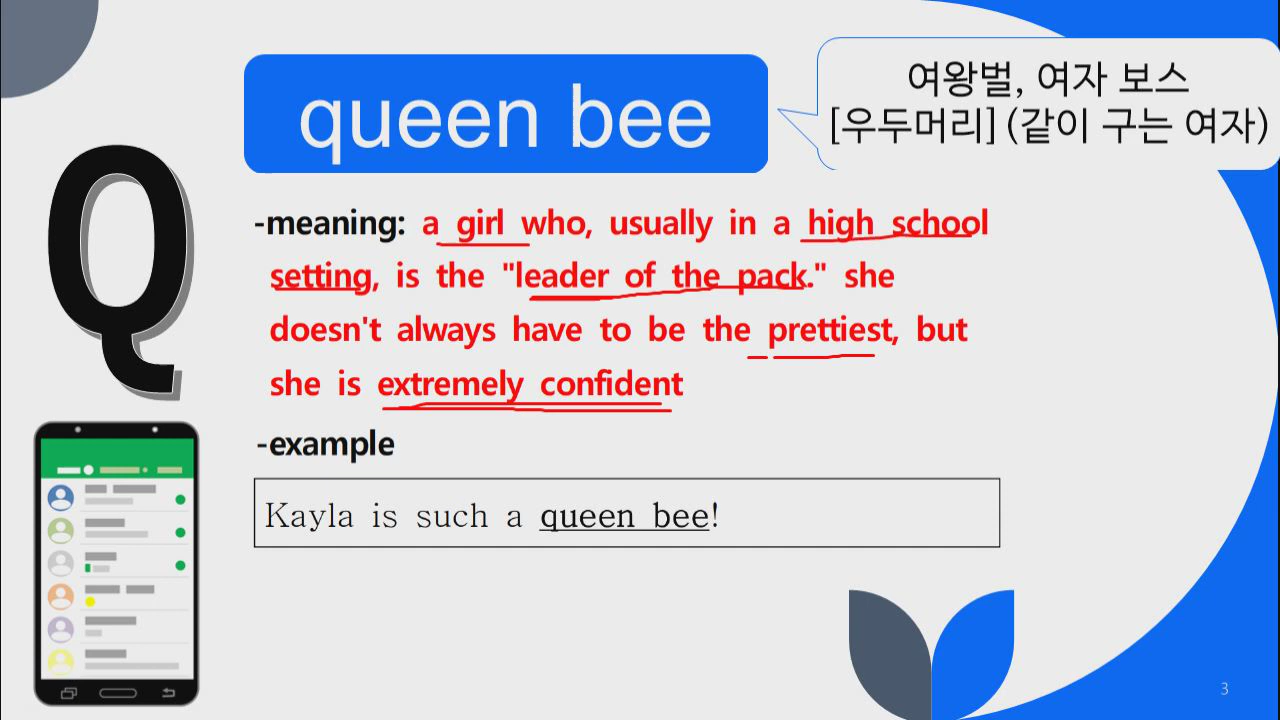 queen bee
여왕벌, 여자 보스
[우두머리] (같이 구는 여자)
Q
-meaning: a girl who, usually in a high school
setting, is the "leader of the pack." she
doesn't always have to be the prettiest, but
she is extremely confident
-example
Kayla is such a queen bee!
3